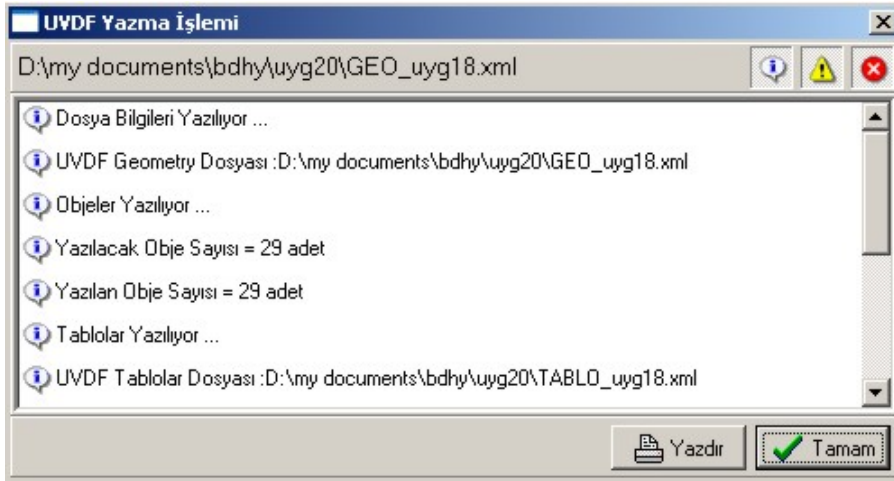 UVDF Yazma İşlemi
D:\my documents\bdhy\uyg20\GEO_uyg18.xml
Dosya Bilgileri Yazılıyor ...
UVDF Geometry Dosyası :D:\my documents\bdhy\uyg20\GEO_uyg18.xml
Objeler Yazılıyor ...
Yazılacak Obje Sayısı = 29 adet
Yazılan Obje Sayısı = 29 adet
Tablolar Yazılıyor ...
UVDF Tablolar Dosyası :D:\my documents\bdhy\uyg20\TABLO_uyg18.xml
Yazdır
Tamam